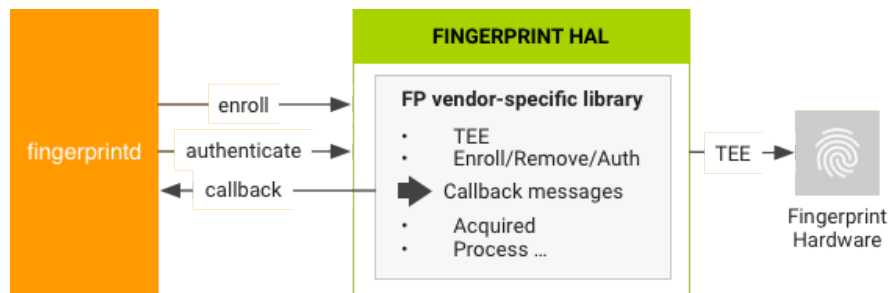 FINGERPRINT HAL
fingerprintd
enroll
authenticate
callback
FP vendor-specific library
• TEE
• Enroll/Remove/Auth
Callback messages
• Acquired
• Process ...
TEE
Fingerprint
Hardware